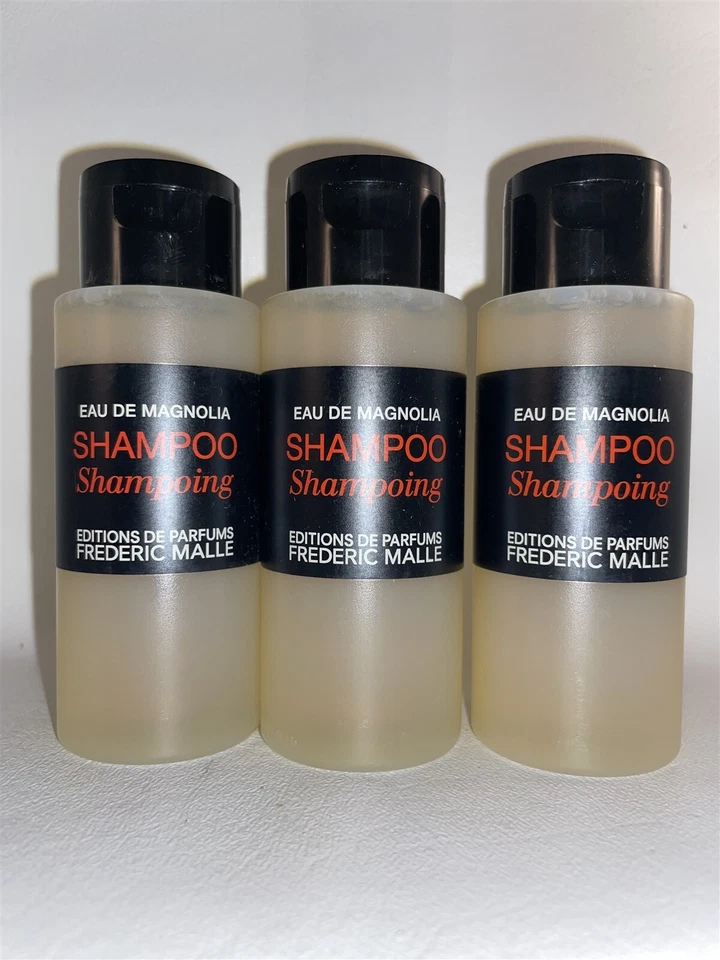 EAU DE MAGNOLIA
SHAMPOO
Shampoing
EDITIONS DE PARFUMS
FREDERIC MALLE
EAU DE MAGNOLIA
SHAMPOO
Shampoing
EDITIONS DE PARFUMS
FREDERIC MALLE
EAU DE MAGNOLIA
SHAMPOO
Shampoing
EDITIONS DE PARFUMS
FREDERIC MALLE